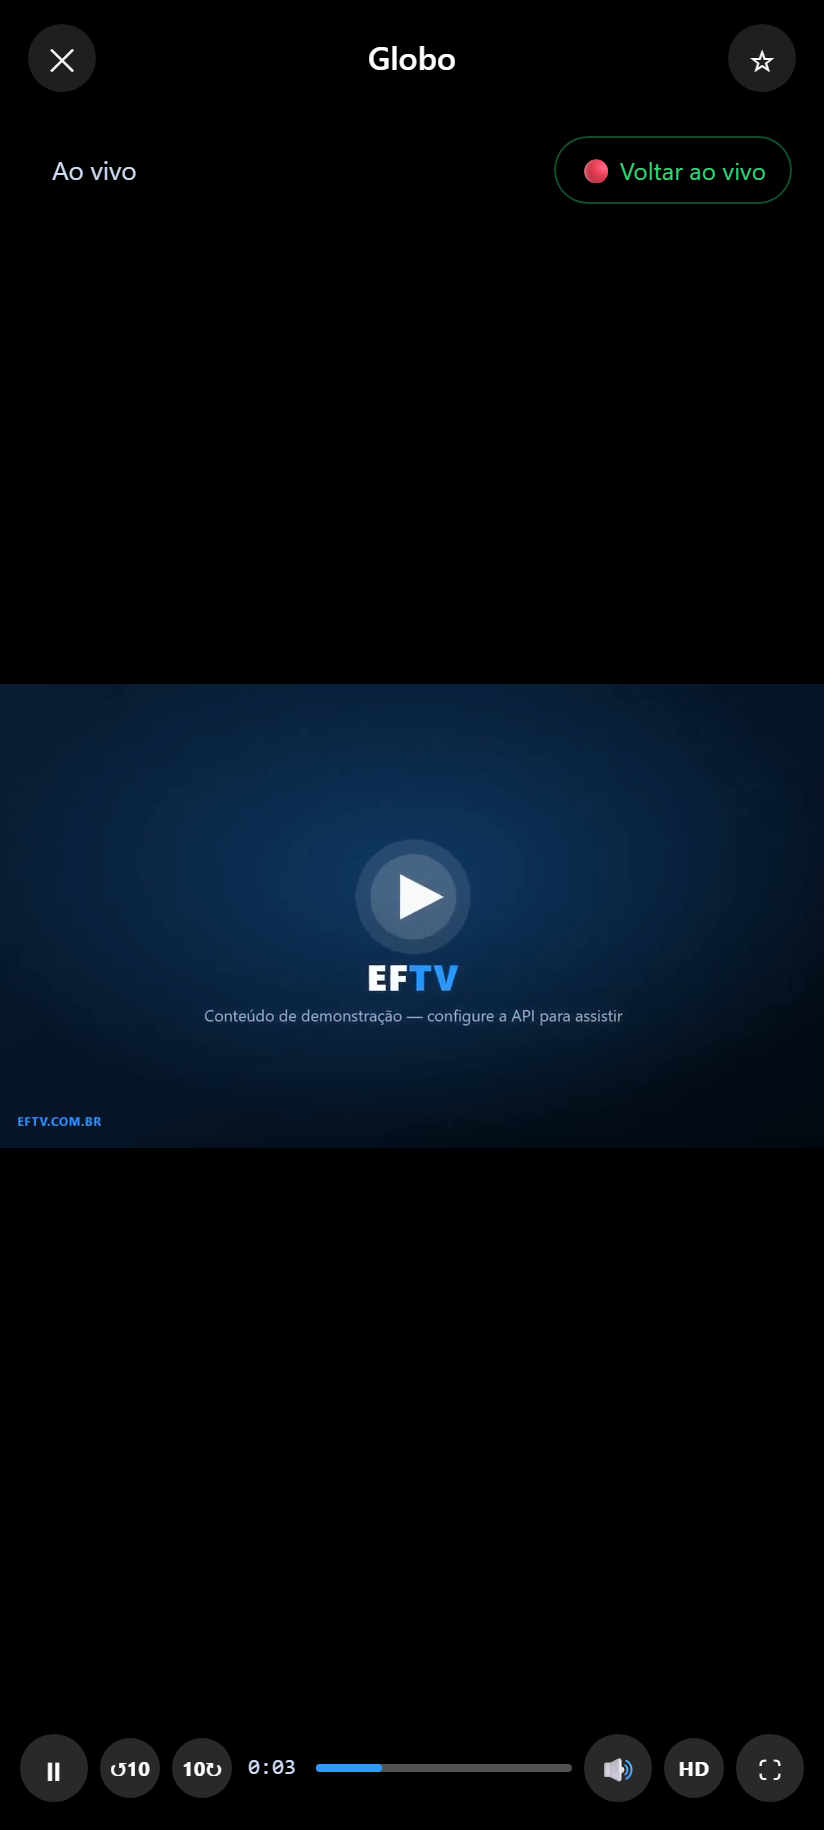 Globo
Ao vivo
Voltar ao vivo
EFTV
Conteúdo de demonstração — configure a API para assistir
EFTV.COM.BR
↺10 10↻ 0:03 HD